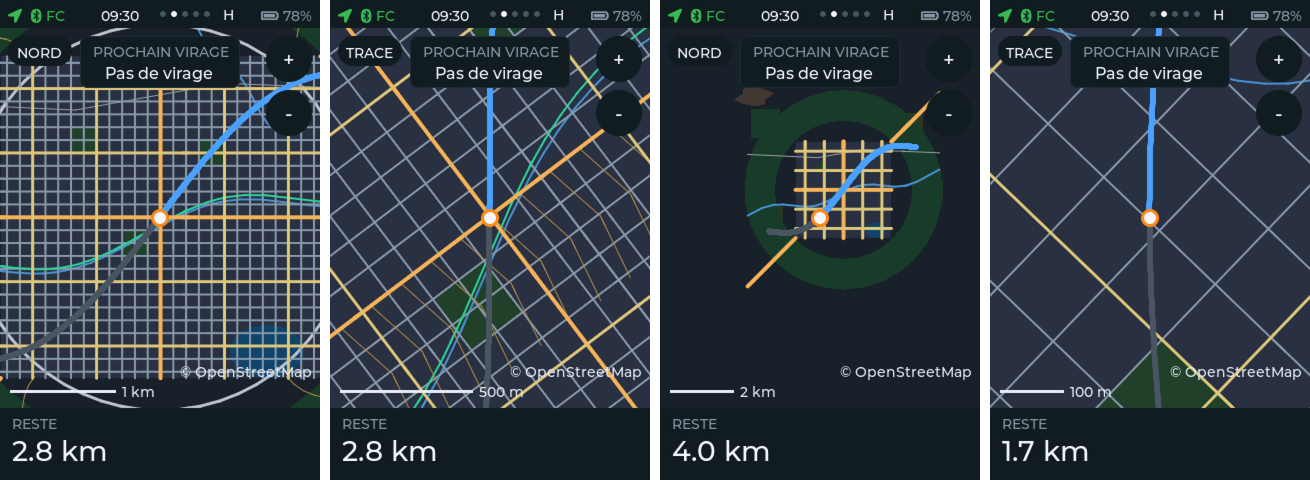 FC 09:30 H 78%
NORD
PROCHAIN VIRAGE
Pas de virage
+
-
© OpenStreetMap
1 km
RESTE
2.8 km
FC 09:30 H 78%
TRACE
PROCHAIN VIRAGE
Pas de virage
+
-
© OpenStreetMap
500 m
RESTE
2.8 km
FC 09:30 H 78%
NORD
PROCHAIN VIRAGE
Pas de virage
+
-
© OpenStreetMap
2 km
RESTE
4.0 km
FC 09:30 H 78%
TRACE
PROCHAIN VIRAGE
Pas de virage
+
-
© OpenStreetMap
100 m
RESTE
1.7 km